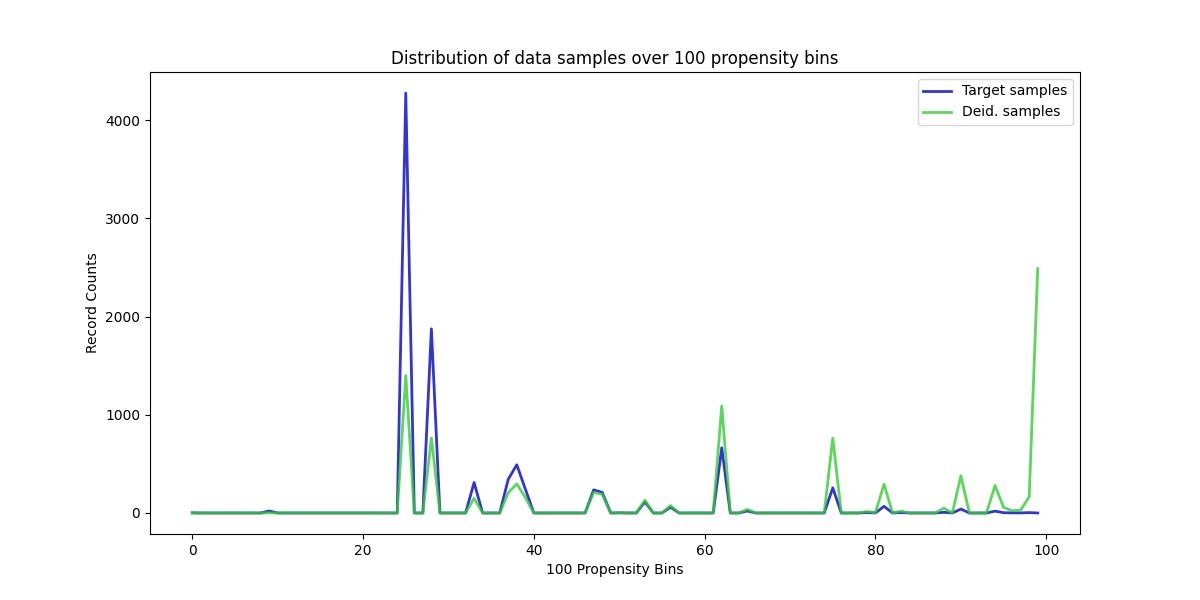 Distribution of data samples over 100 propensity bins
Target samples
Deid. samples
4000
3000
2000
1000
0
Record Counts
0 20 40 60 80 100
100 Propensity Bins